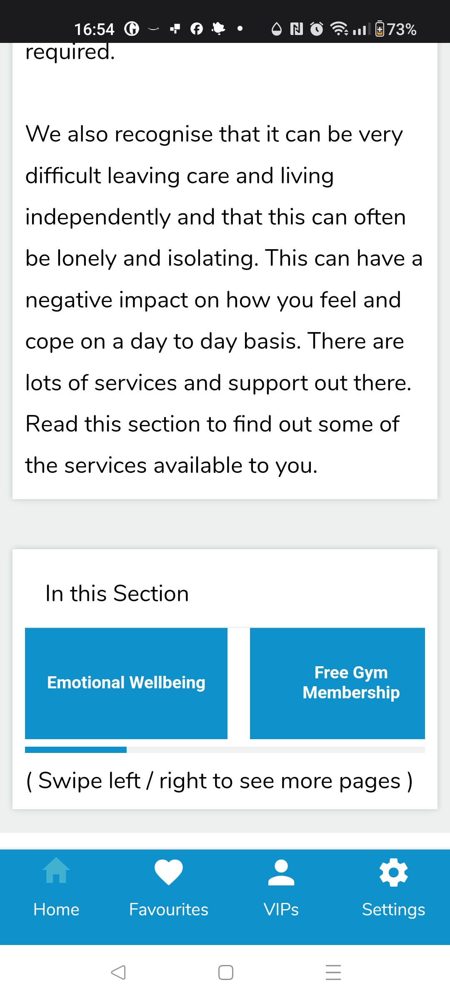 16:54
73%
required.
We also recognise that it can be very
difficult leaving care and living
independently and that this can often
be lonely and isolating. This can have a
negative impact on how you feel and
cope on a day to day basis. There are
lots of services and support out there.
Read this section to find out some of
the services available to you.
In this Section
Emotional Wellbeing
Free Gym
Membership
( Swipe left / right to see more pages )
Home
Favourites
VIPs
Settings